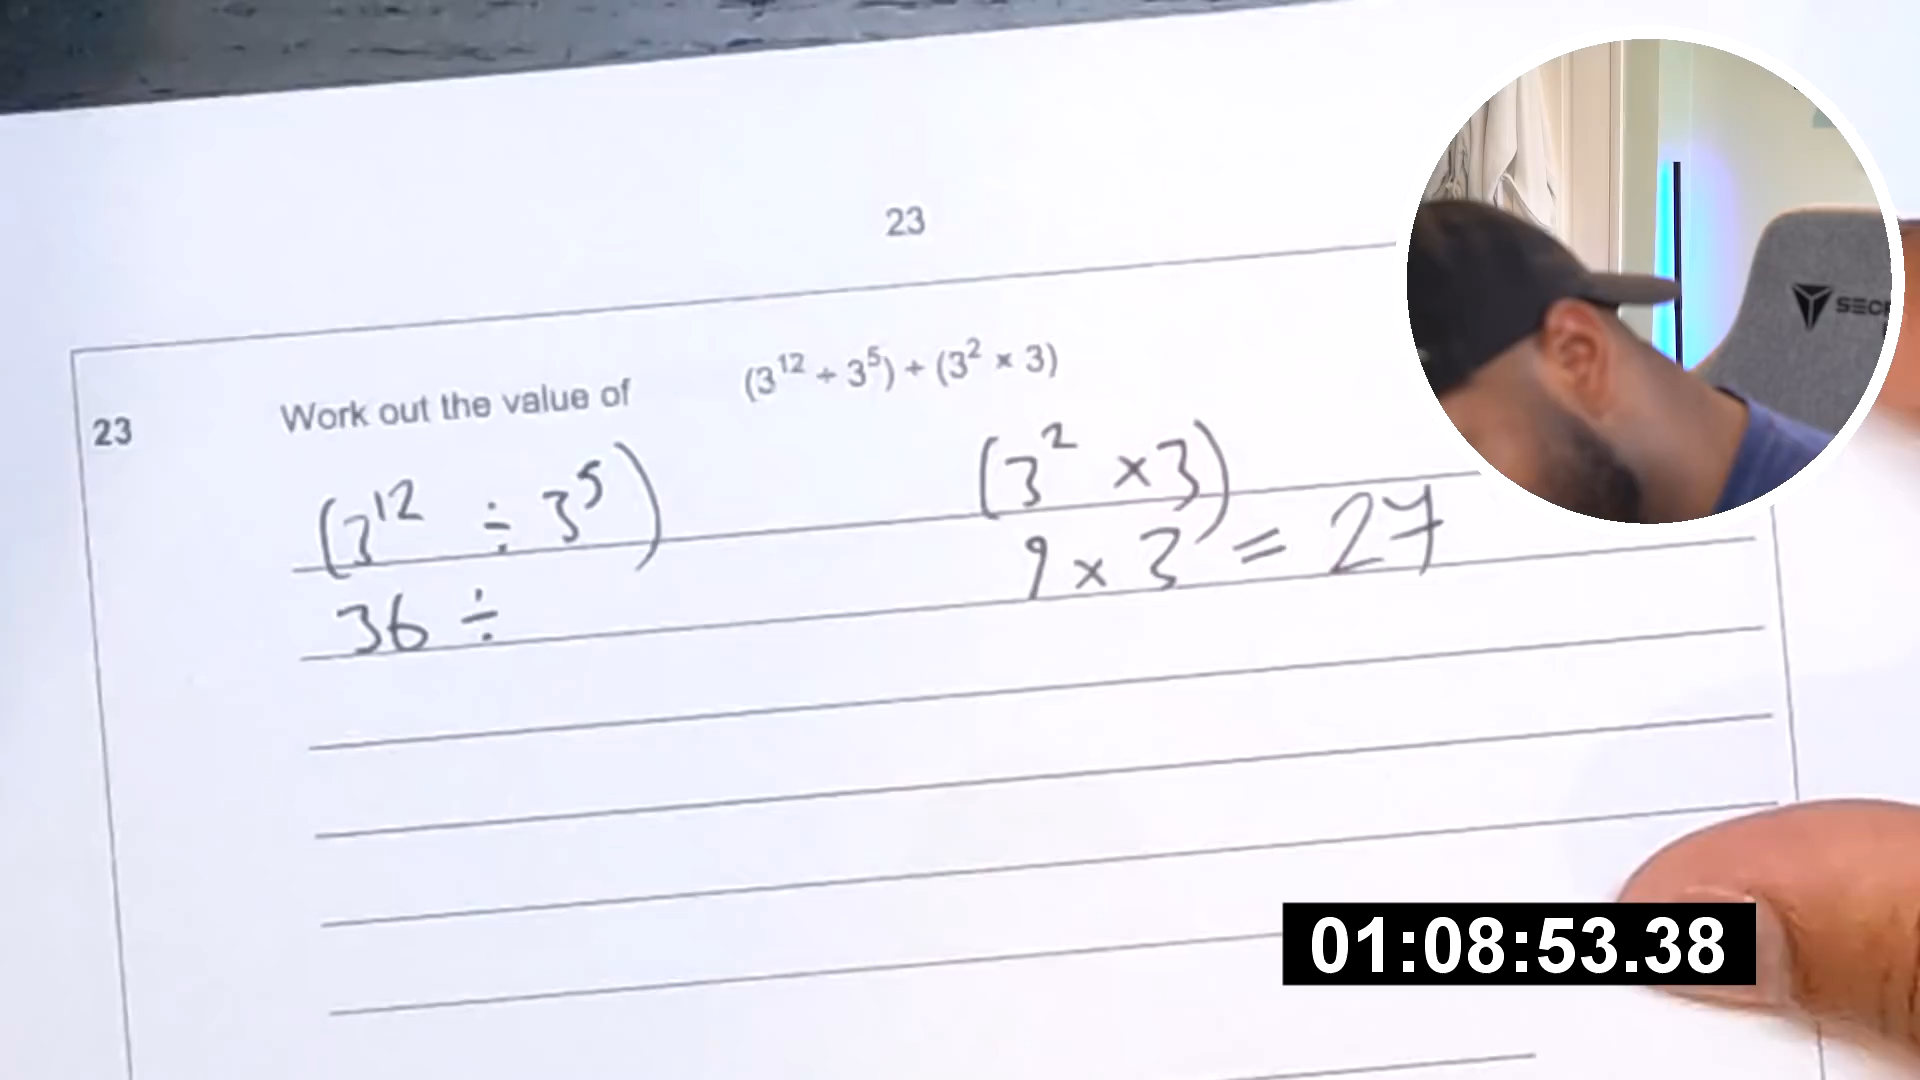 23
23 Work out the value of (3¹² ÷ 3⁵) ÷ (3² × 3)
(3¹² ÷ 3⁵) (3² × 3)
36 ÷ 9 × 3 = 27
SEC
01:08:53.38